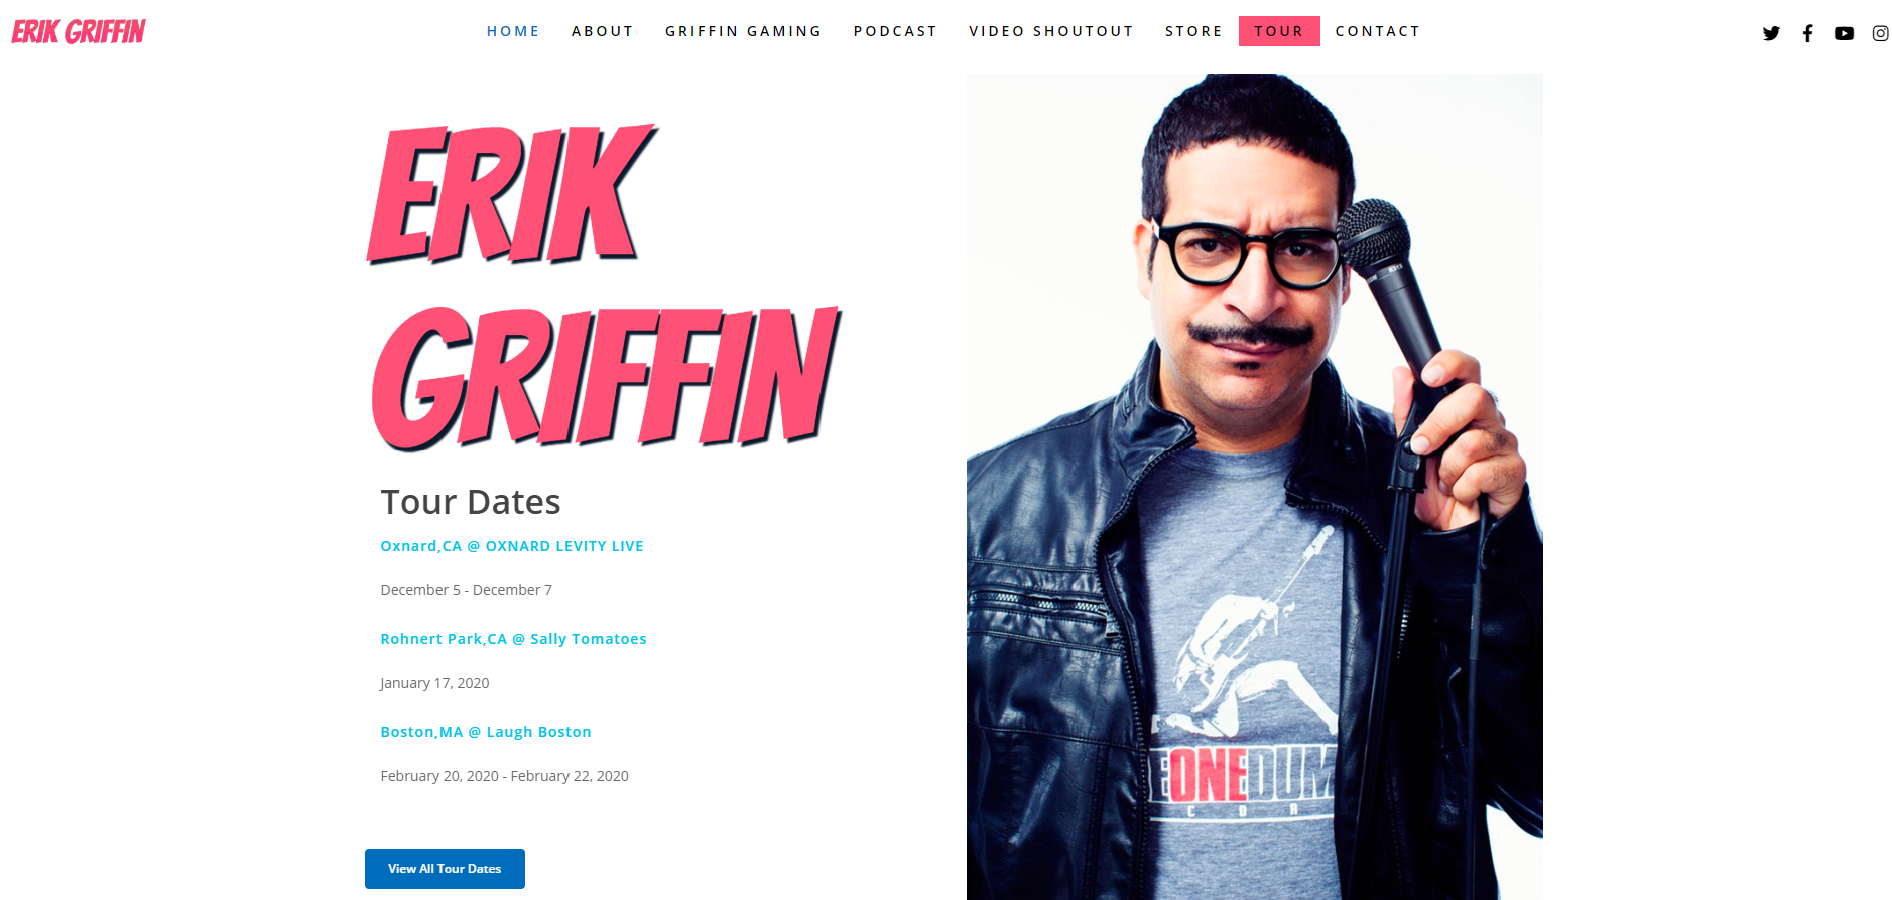 ERIK GRIFFIN
HOME ABOUT GRIFFIN GAMING PODCAST VIDEO SHOUTOUT STORE TOUR CONTACT
ERIK
GRIFFIN
Tour Dates
Oxnard,CA @ OXNARD LEVITY LIVE
December 5 - December 7
Rohnert Park,CA @ Sally Tomatoes
January 17, 2020
Boston,MA @ Laugh Boston
February 20, 2020 - February 22, 2020
View All Tour Dates
EONEDUM
COR